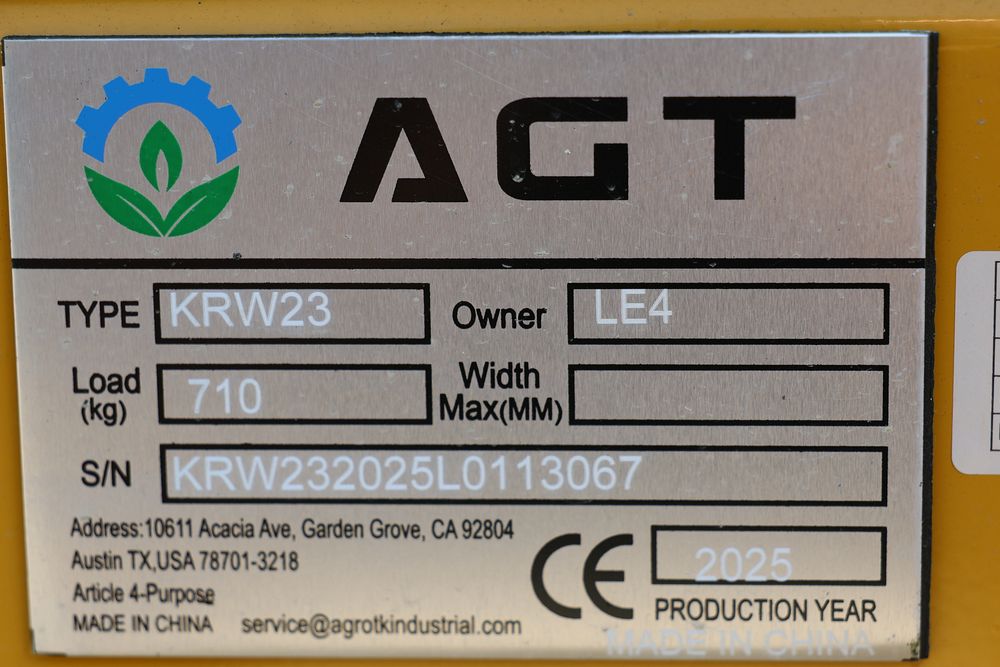 AGT
TYPE KRW23 Owner LE4
Load (kg) 710 Width Max(MM)
S/N KRW232025L0113067
Address:10611 Acacia Ave, Garden Grove, CA 92804
Austin TX,USA 78701-3218
Article 4-Purpose
MADE IN CHINA service@agrotkindustrial.com
CE 2025
PRODUCTION YEAR
MADE IN CHINA